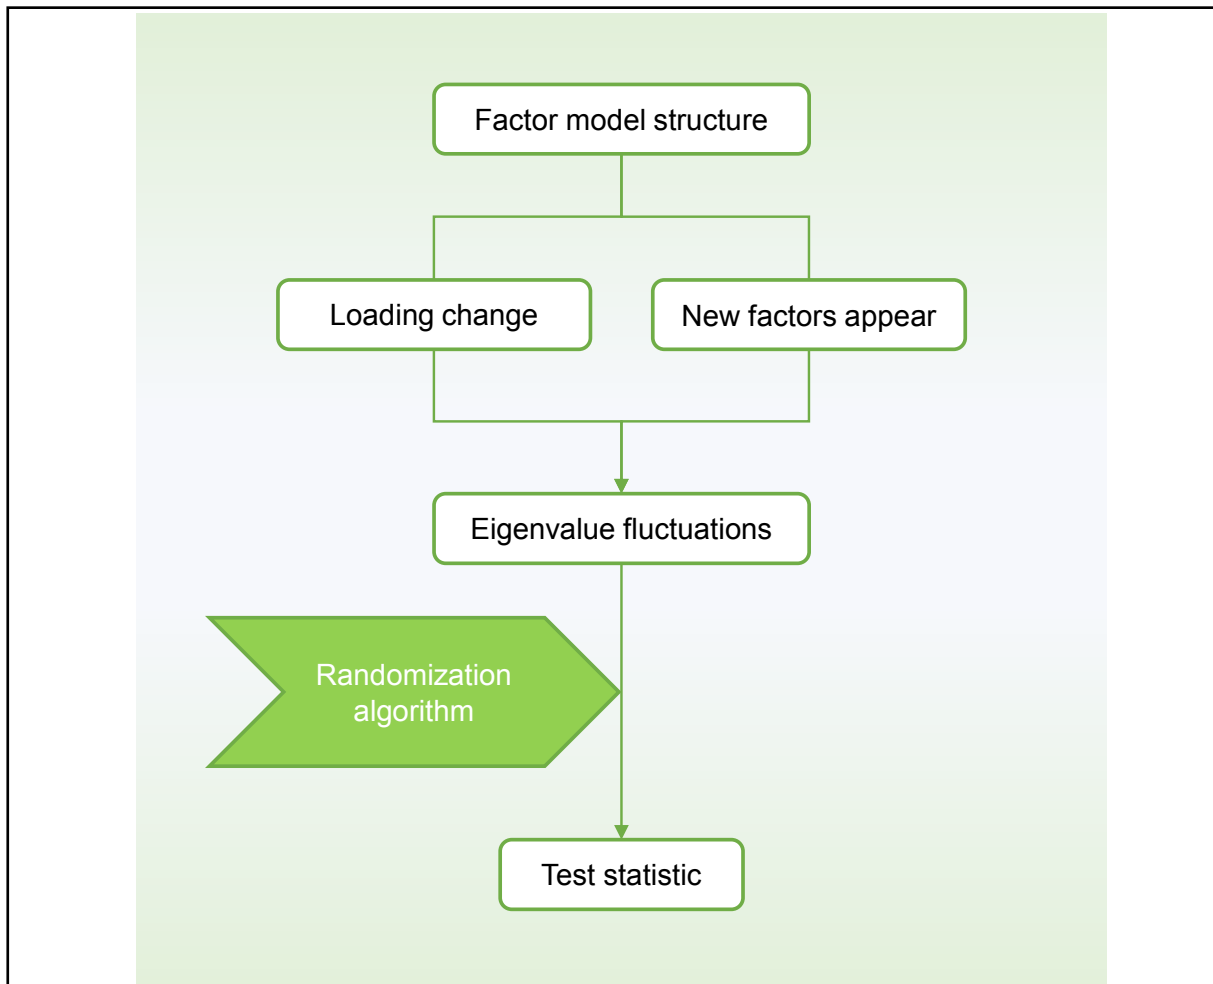 Factor model structure
Loading change
New factors appear
Eigenvalue fluctuations
Randomization
algorithm
Test statistic